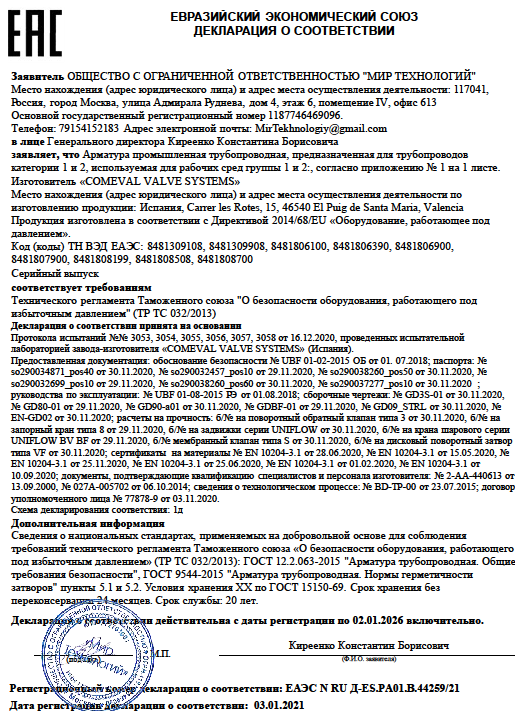 ЕАС
ЕВРАЗИЙСКИЙ ЭКОНОМИЧЕСКИЙ СОЮЗ
ДЕКЛАРАЦИЯ О СООТВЕТСТВИИ
Заявитель ОБЩЕСТВО С ОГРАНИЧЕННОЙ ОТВЕТСТВЕННОСТЬЮ "МИР ТЕХНОЛОГИЙ"
Место нахождения (адрес юридического лица) и адрес места осуществления деятельности: 117041,
Россия, город Москва, улица Адмирала Руднева, дом 4, этаж 6, помещение IV, офис 613
Основной государственный регистрационный номер 1187746469096.
Телефон: 79154152183 Адрес электронной почты: MirTekhnologiy@gmail.com
в лице Генерального директора Киреенко Константина Борисовича
заявляет, что Арматура промышленная трубопроводная, предназначенная для трубопроводов
категории 1 и 2, используемая для рабочих сред группы 1 и 2:, согласно приложению № 1 на 1 листе.
Изготовитель «COMEVAL VALVE SYSTEMS»
Место нахождения (адрес юридического лица) и адрес места осуществления деятельности по
изготовлению продукции: Испания, Carrer les Rotes, 15, 46540 El Puig de Santa Maria, Valencia
Продукция изготовлена в соответствии с Директивой 2014/68/EU «Оборудование, работающее под
давлением».
Код (коды) ТН ВЭД ЕАЭС: 8481309108, 8481309908, 8481806100, 8481806390, 8481806900,
8481807900, 8481808199, 8481808508, 8481808700
Серийный выпуск
соответствует требованиям
Технического регламента Таможенного союза "О безопасности оборудования, работающего под
избыточным давлением" (ТР ТС 032/2013)
Декларация о соответствии принята на основании
Протокола испытаний №№ 3053, 3054, 3055, 3056, 3057, 3058 от 16.12.2020, проведенных испытательной
лабораторией завода-изготовителя «COMEVAL VALVE SYSTEMS» (Испания).
Предоставленная документация: обоснование безопасности № UBF 01-02-2015 ОБ от 01. 07.2018; паспорта: №
so290034871_pos40 от 30.11.2020, № so290032457_pos10 от 29.11.2020, № so290038260_pos50 от 30.11.2020, №
so290032699_pos10 от 29.11.2020, № so290038260_pos60 от 30.11.2020, № so290037277_pos10 от 30.11.2020 ;
руководства по эксплуатации: № UBF 01-08-2015 РЭ от 01.08.2018; сборочные чертежи: № GD3S-01 от 30.11.2020,
№ GD80-01 от 29.11.2020, № GD90-a01 от 30.11.2020, № GDBF-01 от 29.11.2020, № GD09_STRL от 30.11.2020, №
EN-GD02 от 30.11.2020; расчеты на прочность: б/№ на поворотный обратный клапан типа 3 от 30.11.2020, б/№ на
запорный кран типа 8 от 29.11.2020, б/№ на задвижки серии UNIFLOW от 30.11.2020, б/№ на крана шарового серии
UNIFLOW BV BF от 29.11.2020, б/№ мембранный клапан типа S от 30.11.2020, б/№ на дисковый поворотный затвор
типа VF от 30.11.2020; сертификаты на материалы № EN 10204-3.1 от 28.06.2020, № EN 10204-3.1 от 15.05.2020, №
EN 10204-3.1 от 25.11.2020, № EN 10204-3.1 от 25.06.2020, № EN 10204-3.1 от 01.02.2020, № EN 10204-3.1 от
10.09.2020; документы, подтверждающие квалификацию специалистов и персонала изготовителя: № 2-AA-440613 от
13.09.2000, № 027A-005702 от 06.10.2014; сведения о технологическом процессе: № BD-TP-00 от 23.07.2015; договор
уполномоченного лица № 77878-9 от 03.11.2020.
Схема декларирования соответствия: 1д
Дополнительная информация
Сведения о национальных стандартах, применяемых на добровольной основе для соблюдения
требований технического регламента Таможенного союза «О безопасности оборудования, работающего
под избыточным давлением» (ТР ТС 032/2013): ГОСТ 12.2.063-2015 "Арматура трубопроводная. Общие
требования безопасности", ГОСТ 9544-2015 "Арматура трубопроводная. Нормы герметичности
затворов" пункты 5.1 и 5.2. Условия хранения XX по ГОСТ 15150-69. Срок хранения без
переконсервации 24 месяцев. Срок службы: 20 лет.
Декларация о соответствии действительна с даты регистрации по 02.01.2026 включительно.
М.П.
Киреенко Константин Борисович
(подпись)
(Ф.И.О. заявителя)
Регистрационный номер декларации о соответствии: ЕАЭС N RU Д-ES.РА01.В.44259/21
Дата регистрации декларации о соответствии: 03.01.2021